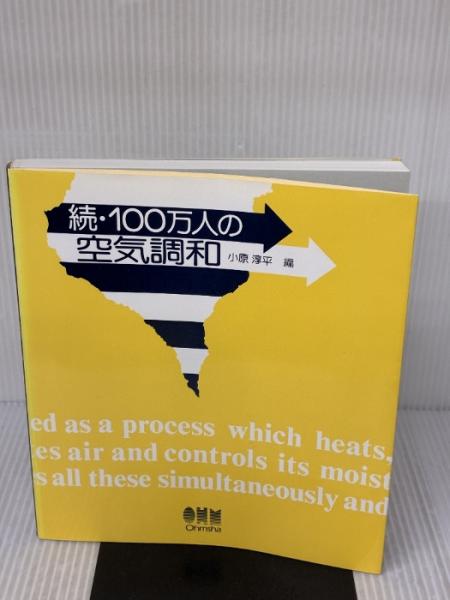 続・100万人の
空気調和
小原 淳平 編
ed as a process which heats,
es air and controls its moist
s all these simultaneously and
OHM
Ohmsha